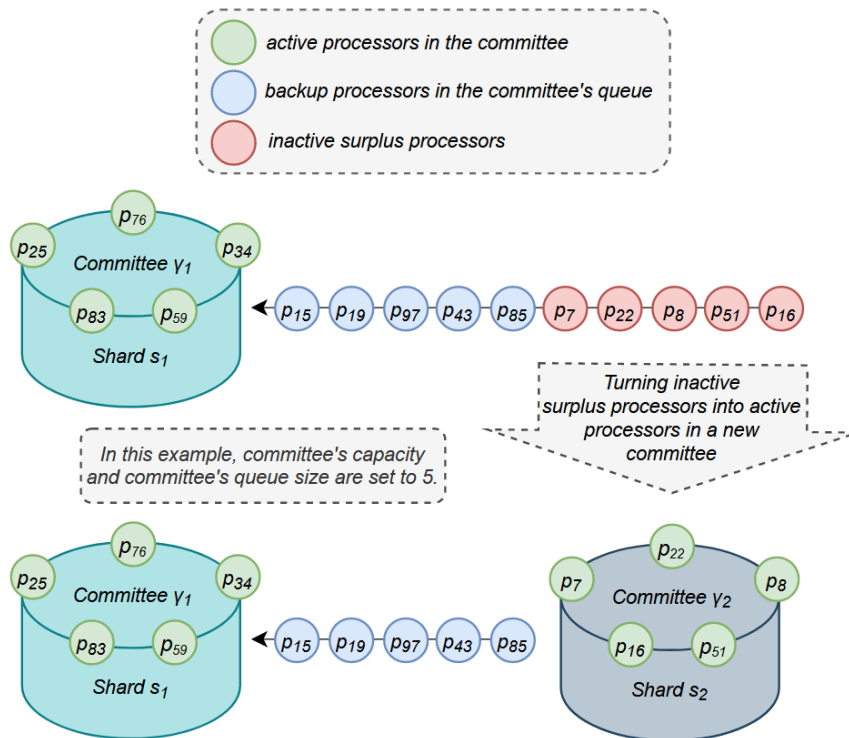 active processors in the committee
backup processors in the committee's queue
inactive surplus processors
p76
p25
p34
Committee γ1
p83
p59
Shard s1
p15 p19 p97 p43 p85 p7 p22 p8 p51 p16
Turning inactive
surplus processors into active
processors in a new
committee
In this example, committee's capacity
and committee's queue size are set to 5.
p76
p25
p34
Committee γ1
p83
p59
Shard s1
p15 p19 p97 p43 p85
p22
p7
p8
Committee γ2
p16
p51
Shard s2